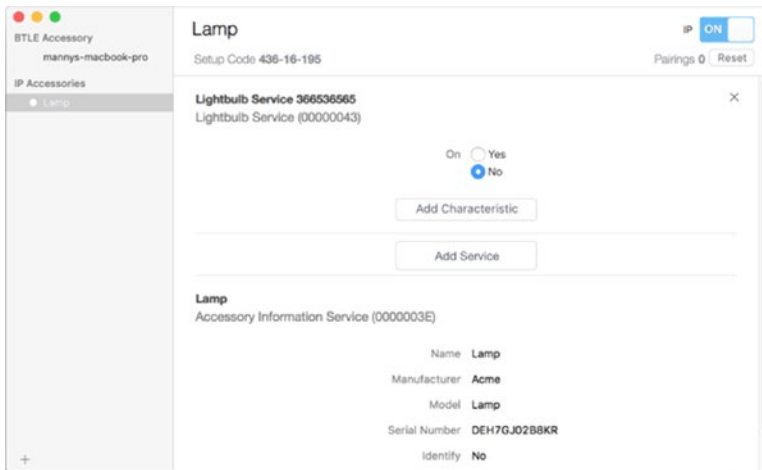 BTLE Accessory
mannys-macbook-pro
IP Accessories
Lamp
Lamp
IP ON
Setup Code 436-16-195
Pairings 0 Reset
Lightbulb Service 366536565
Lightbulb Service (00000043)
On Yes
No
Add Characteristic
Add Service
Lamp
Accessory Information Service (0000003E)
Name Lamp
Manufacturer Acme
Model Lamp
Serial Number DEH7GJ02B8KR
Identify No